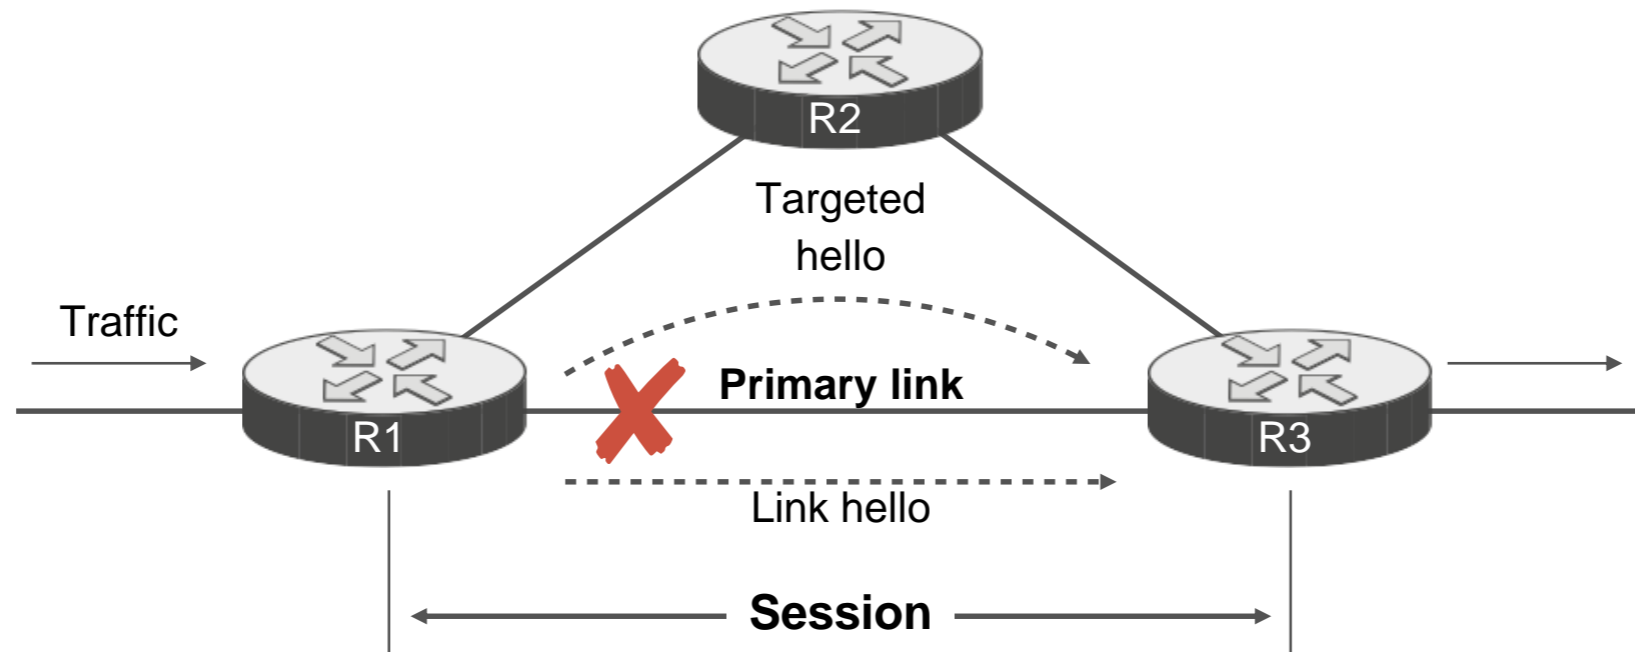 R2
Targeted
hello
Traffic
Primary link
R1
R3
Link hello
Session